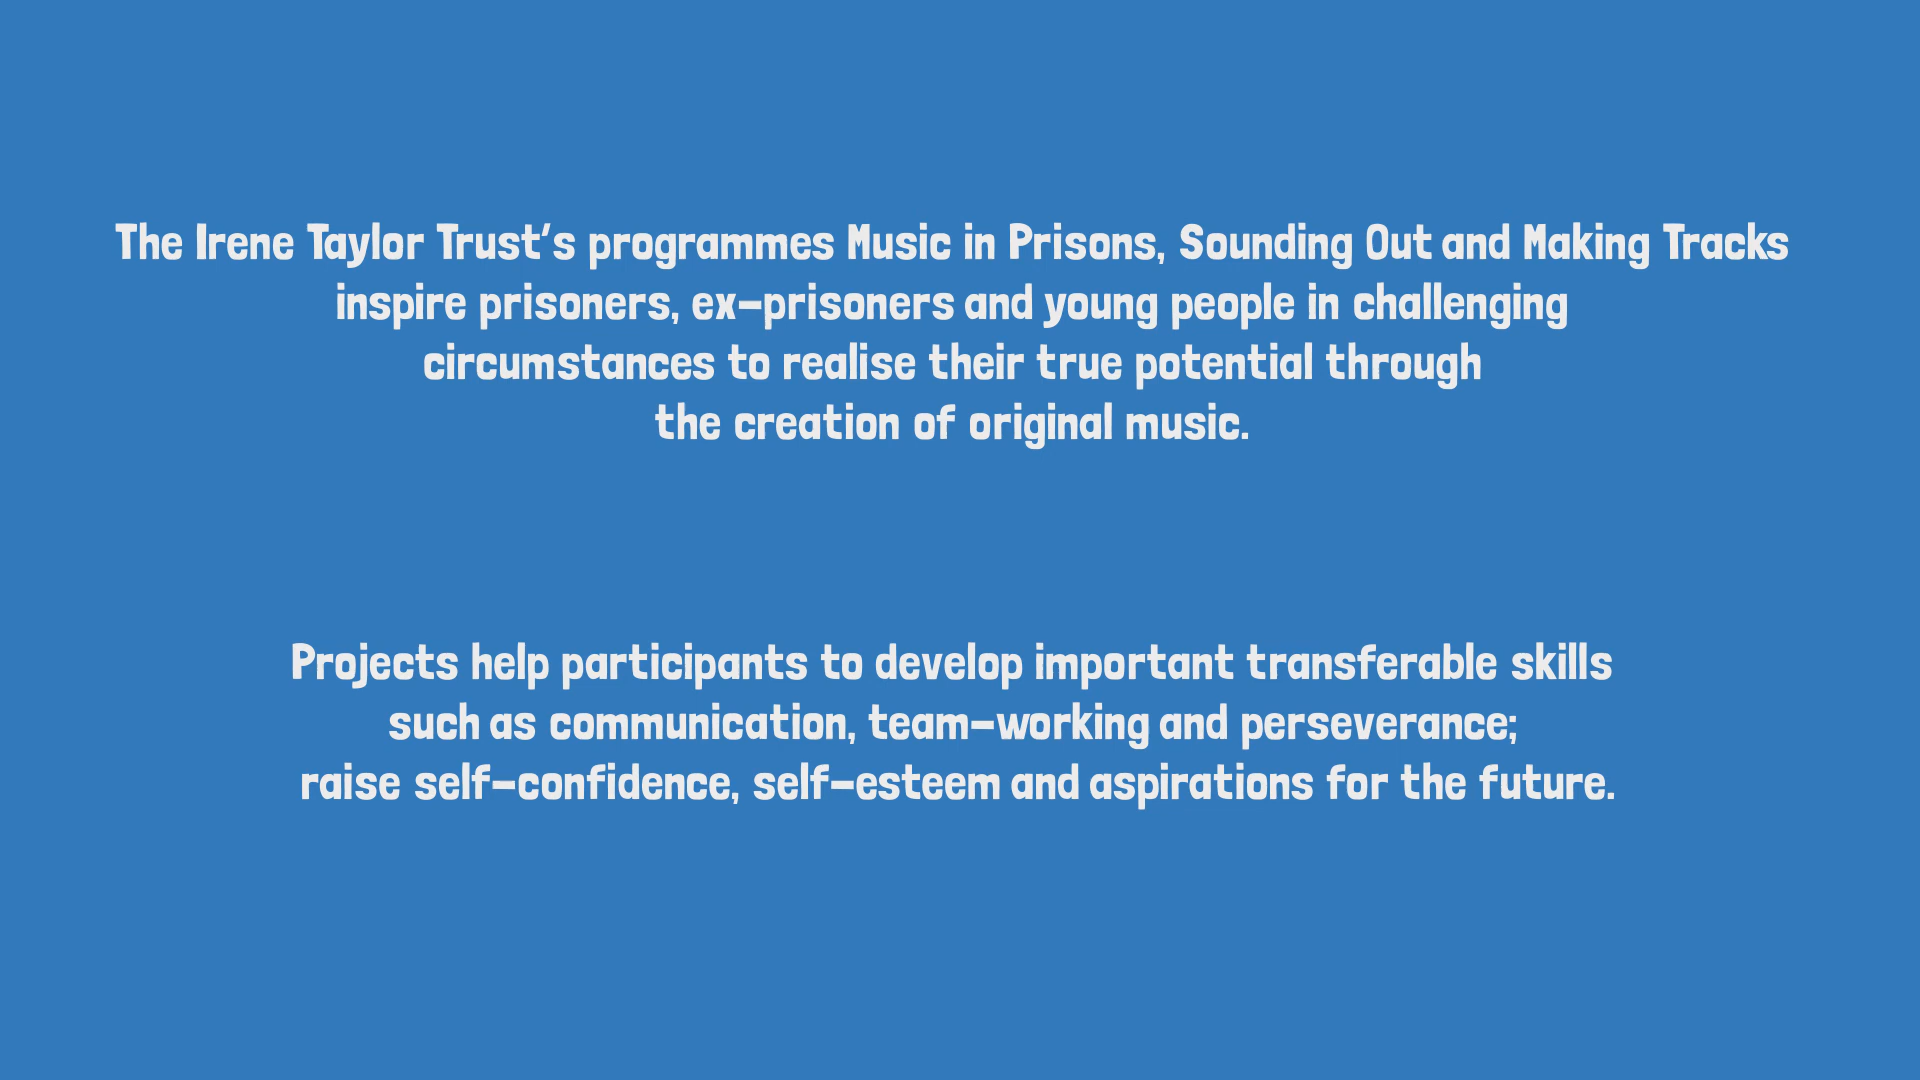 The Irene Taylor Trust’s programmes Music in Prisons, Sounding Out and Making Tracks
inspire prisoners, ex-prisoners and young people in challenging
circumstances to realise their true potential through
the creation of original music.
Projects help participants to develop important transferable skills
such as communication, team-working and perseverance;
raise self-confidence, self-esteem and aspirations for the future.